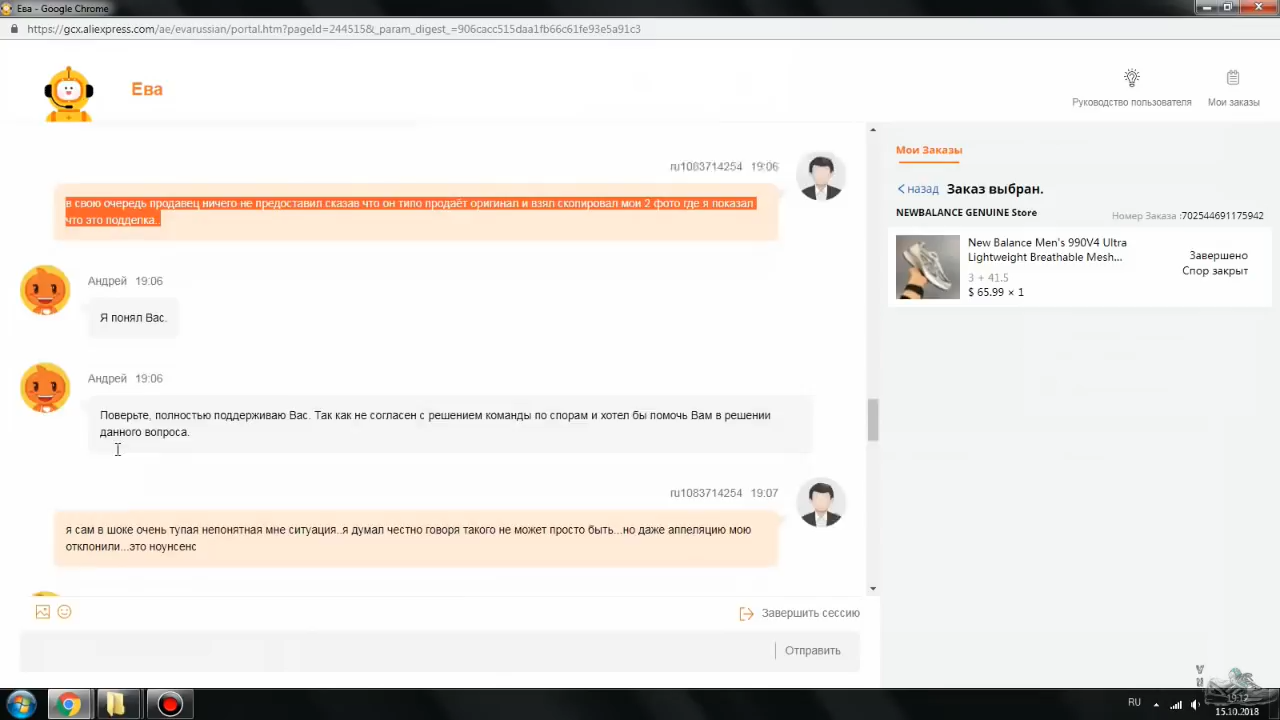 Ева - Google Chrome
https://gcx.aliexpress.com/ae/evarussian/portal.htm?pageId=244515&_param_digest_=906cacc515daa1fb66c61fe93e5a91c3
Ева
Руководство пользователя
Мои заказы
ru1083714254 19:06
в свою очередь продавец ничего не предоставил сказав что он типо продаёт оригинал и взял скопировал мои 2 фото где я показал
что это подделка.
Андрей 19:06
Я понял Вас.
Андрей 19:06
Поверьте, полностью поддерживаю Вас. Так как не согласен с решением команды по спорам и хотел бы помочь Вам в решении
данного вопроса.
ru1083714254 19:07
я сам в шоке очень тупая непонятная мне ситуация..я думал честно говоря такого не может просто быть...но даже аппеляцию мою
отклонили...это ноунсенс
Завершить сессию
Отправить
Мои Заказы
назад Заказ выбран.
NEWBALANCE GENUINE Store
Номер Заказа :702544691175942
New Balance Men's 990V4 Ultra
Lightweight Breathable Mesh...
3 + 41.5
$ 65.99 × 1
Завершено
Спор закрыт
RU
19:12
15.10.2018